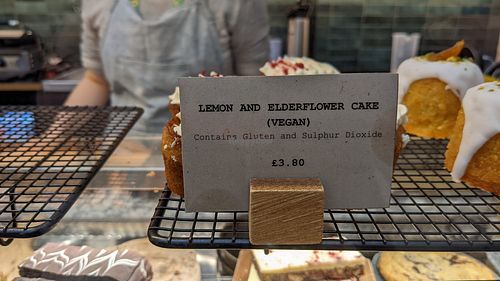 LEMON AND ELDERFLOWER CAKE
(VEGAN)
Contains Gluten and Sulphur Dioxide
£3.80